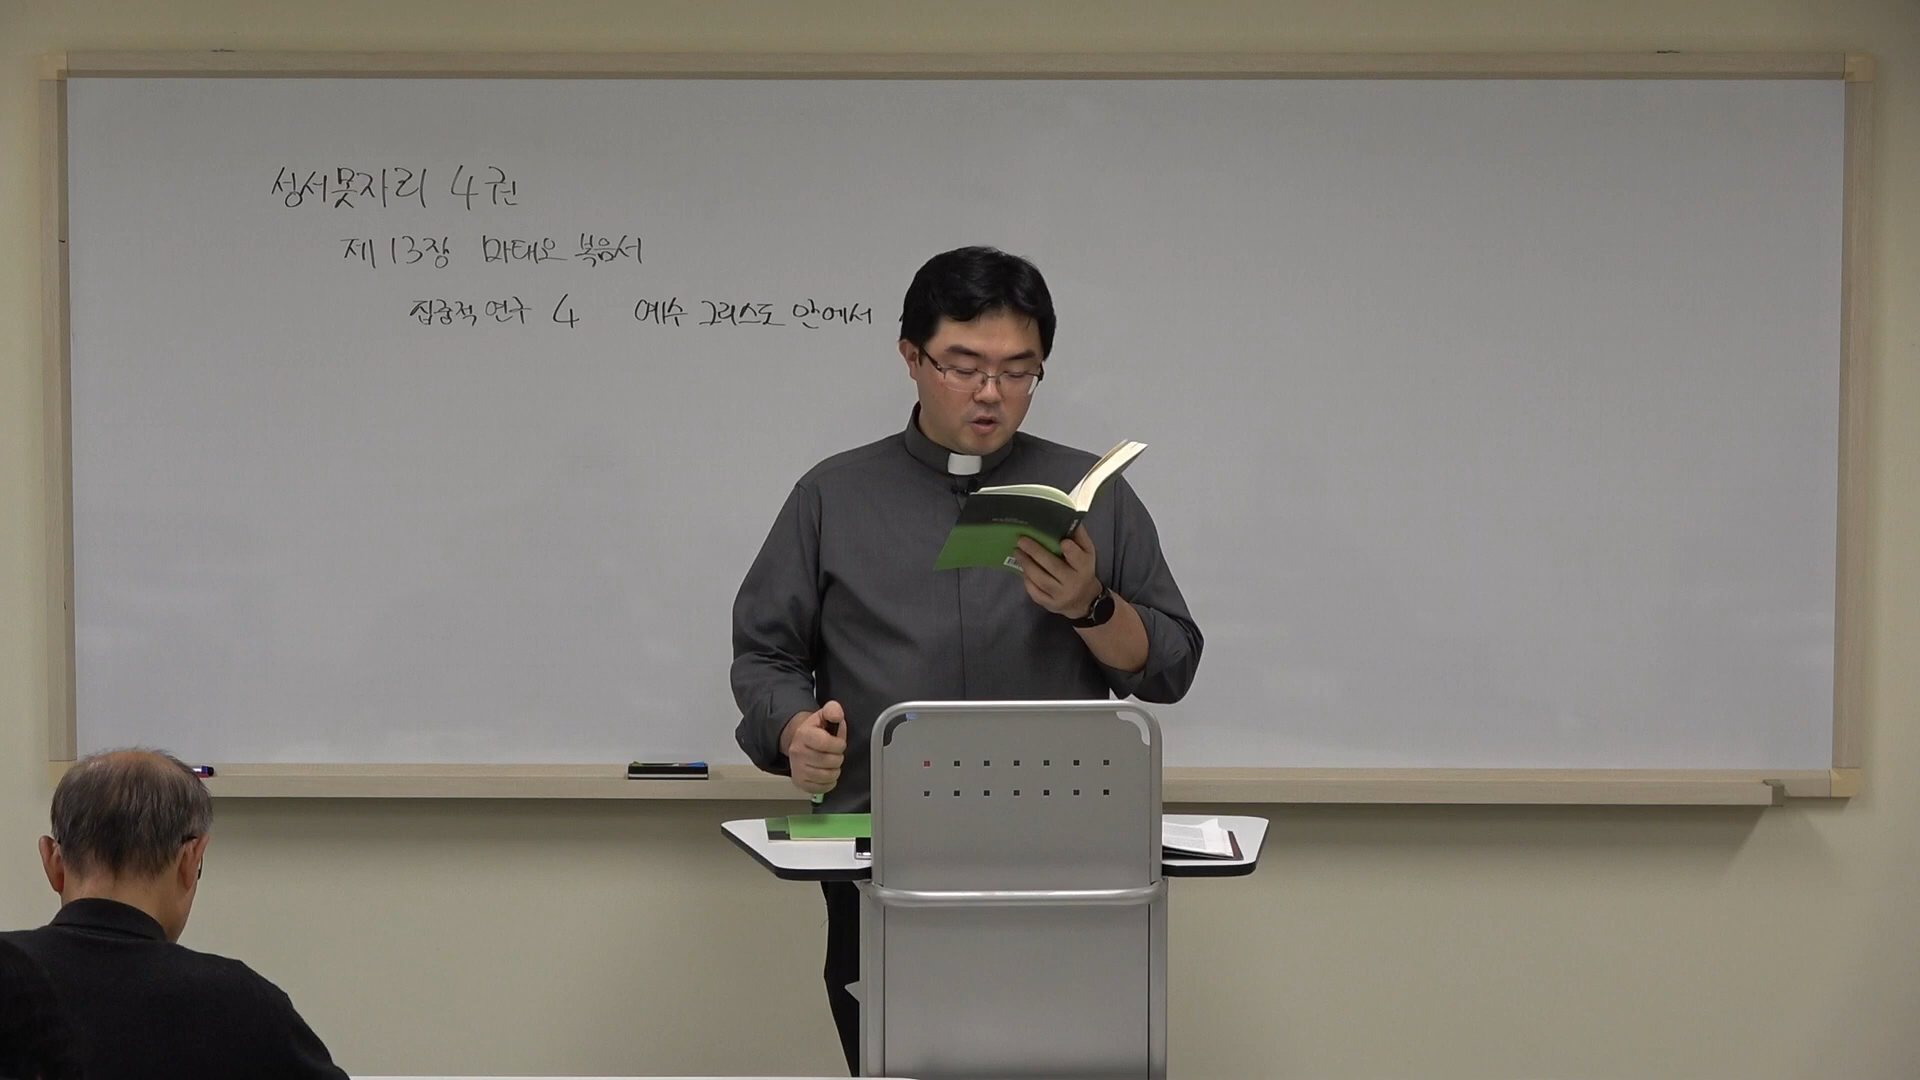 성서못자리 4권
제13장 마태오 복음서
집중적 연구 4 예수 그리스도 안에서